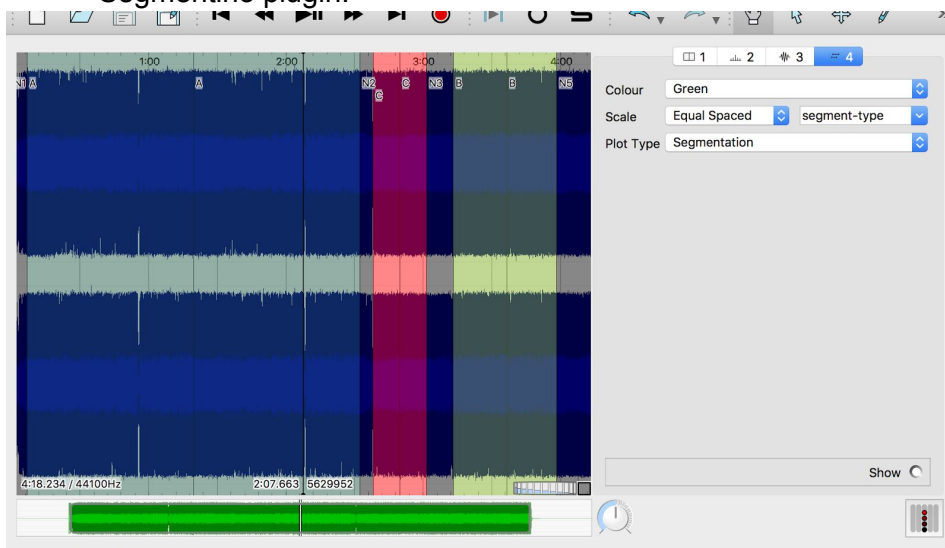 Segmentino plugin.
1:00 2:00 3:00 4:00
N1 A A N2 C N3 B B N5
C
1 2 3 4
Colour Green
Scale Equal Spaced segment-type
Plot Type Segmentation
Show
4:18.234 / 44100Hz 2:07.663 5629952